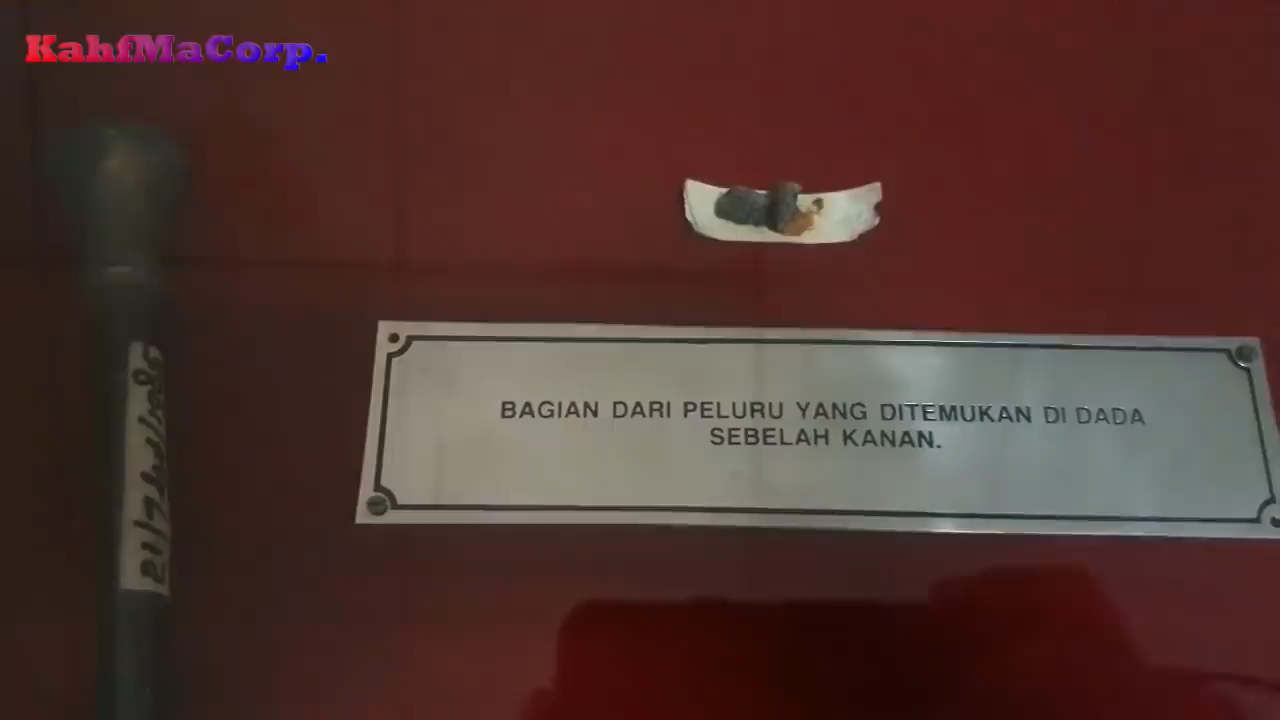 KahfMaCorp.
BAGIAN DARI PELURU YANG DITEMUKAN DI DADA
SEBELAH KANAN.